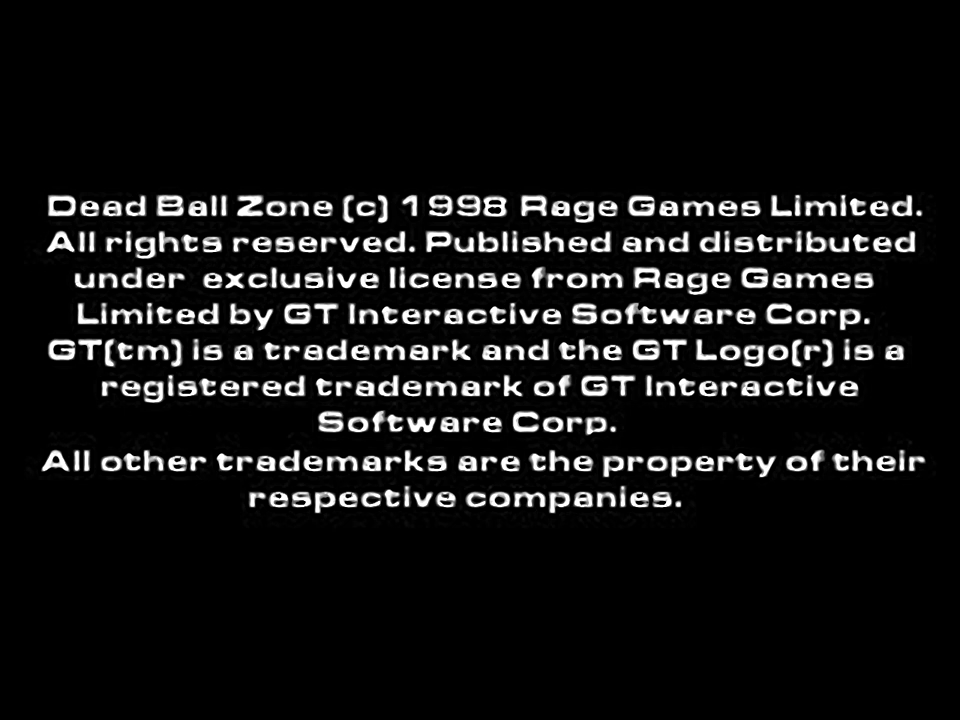 Dead Ball Zone (c) 1998 Rage Games Limited.
All rights reserved. Published and distributed
under exclusive license from Rage Games
Limited by GT Interactive Software Corp.
GT(tm) is a trademark and the GT Logo(r) is a
registered trademark of GT Interactive
Software Corp.
All other trademarks are the property of their
respective companies.